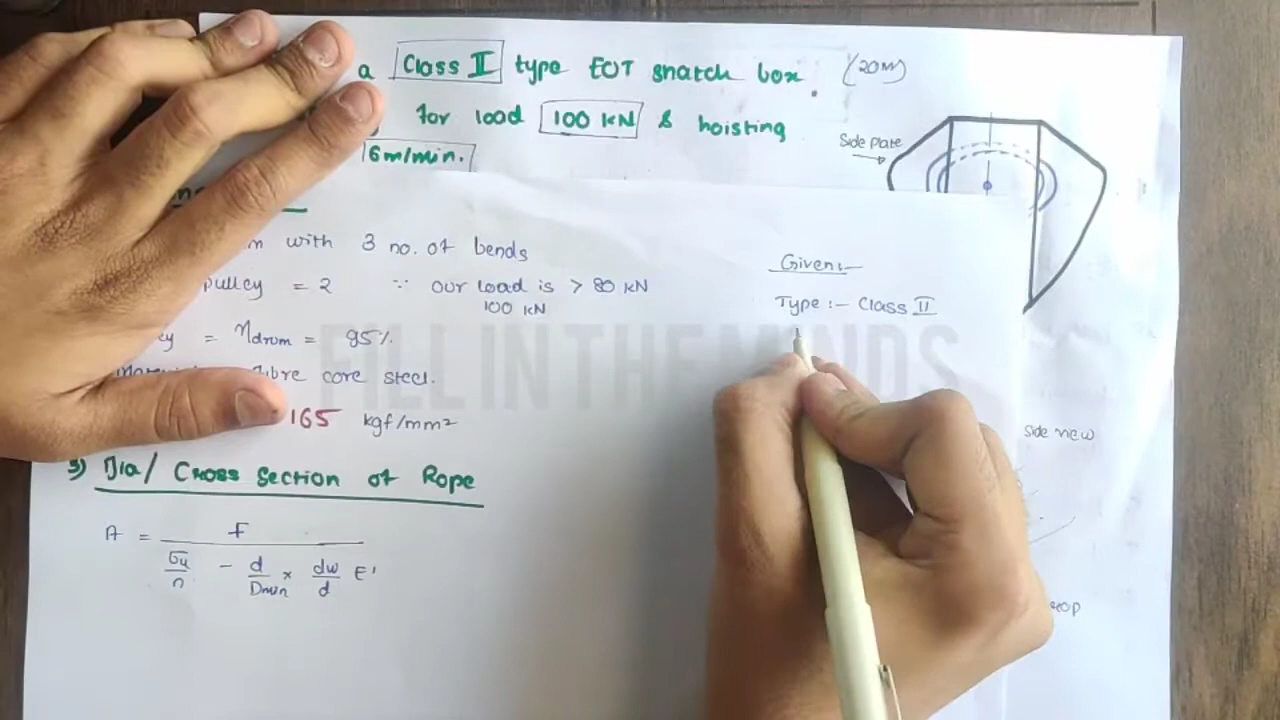 a Class II type EOT snatch box. (20M)
for load 100 KN & hoisting
6m/min.
Side plate
with 3 no. of bends
pulley = 2 ∵ our load is > 80 KN
100 KN
= ηdrum = 95%
fibre core steel.
165 kgf/mm²
3) Dia/ Cross Section of Rope
A = F
σu/n - d/Dmin × dw/d E'
Given:-
Type :- Class II
side view
FILL IN THE MINDS